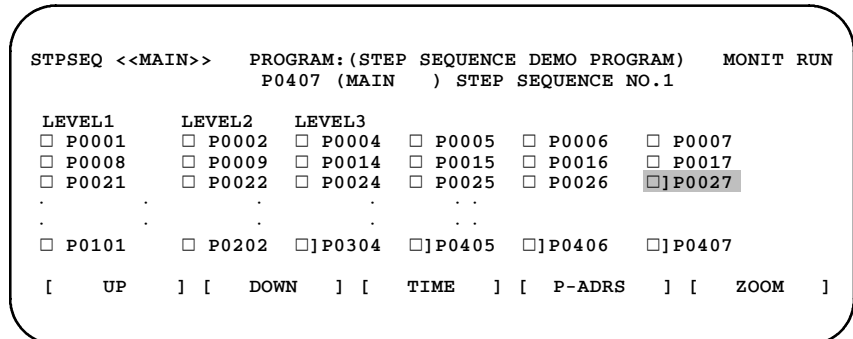 STPSEQ <<MAIN>> PROGRAM:(STEP SEQUENCE DEMO PROGRAM) MONIT RUN
P0407 (MAIN ) STEP SEQUENCE NO.1
LEVEL1 LEVEL2 LEVEL3
□ P0001 □ P0002 □ P0004 □ P0005 □ P0006 □ P0007
□ P0008 □ P0009 □ P0014 □ P0015 □ P0016 □ P0017
□ P0021 □ P0022 □ P0024 □ P0025 □ P0026 □]P0027
. . . . . .
. . . . . .
□ P0101 □ P0202 □]P0304 □]P0405 □]P0406 □]P0407
[ UP ] [ DOWN ] [ TIME ] [ P-ADRS ] [ ZOOM ]